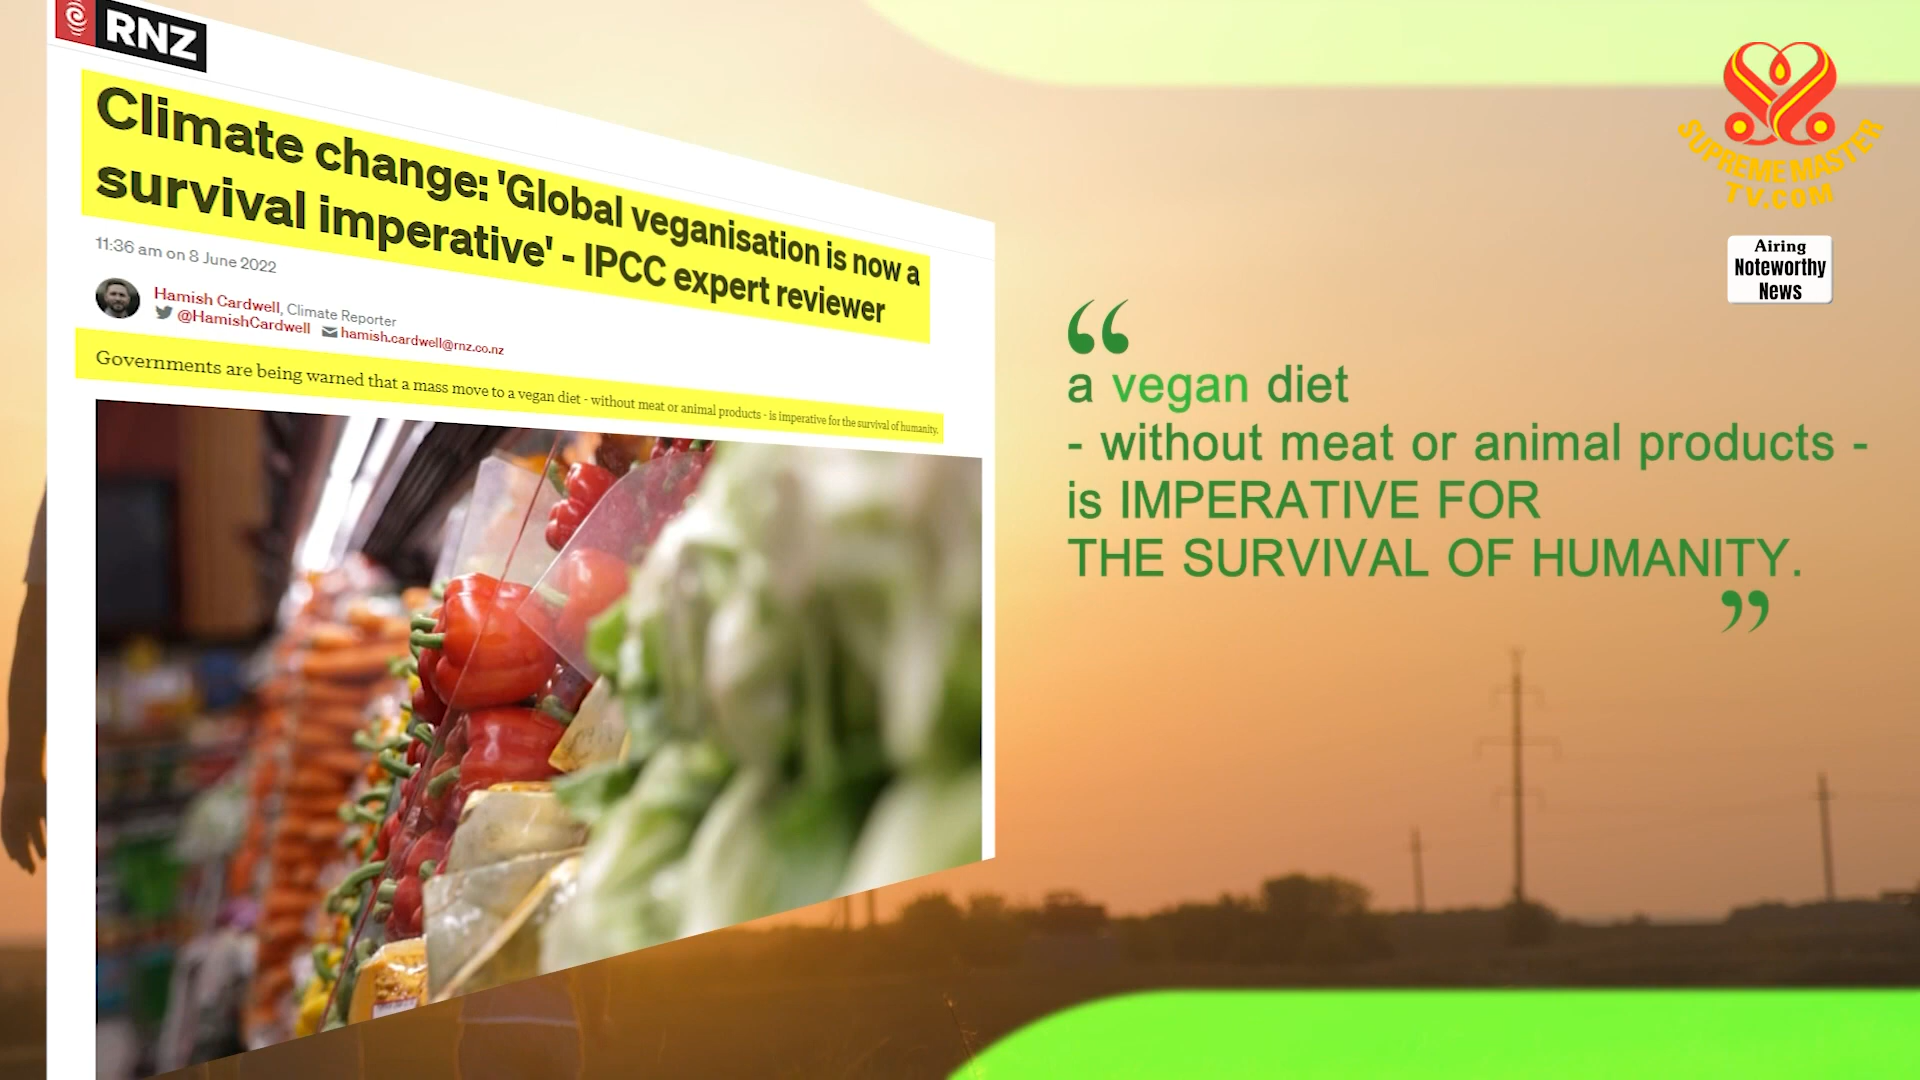 RNZ
Climate change: 'Global veganisation is now a
survival imperative' - IPCC expert reviewer
11:36 am on 8 June 2022
Hamish Cardwell, Climate Reporter
@HamishCardwell hamish.cardwell@rnz.co.nz
Governments are being warned that a mass move to a vegan diet - without meat or animal products - is imperative for the survival of humanity.
SUPREME MASTER
TV.COM
Airing
Noteworthy
News
“
a vegan diet
- without meat or animal products -
is IMPERATIVE FOR
THE SURVIVAL OF HUMANITY.
”